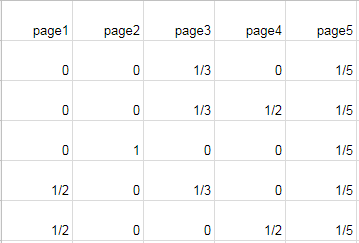 page1 page2 page3 page4 page5
0 0 1/3 0 1/5
0 0 1/3 1/2 1/5
0 1 0 0 1/5
1/2 0 1/3 0 1/5
1/2 0 0 1/2 1/5